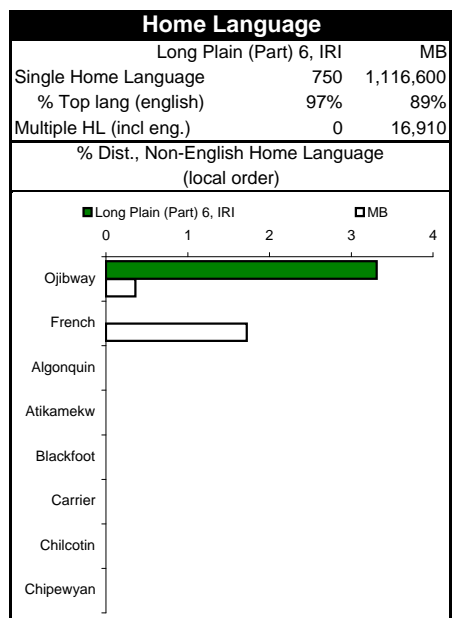 Home Language
Long Plain (Part) 6, IRI MB
Single Home Language 750 1,116,600
% Top lang (english) 97% 89%
Multiple HL (incl eng.) 0 16,910
% Dist., Non-English Home Language
(local order)
Long Plain (Part) 6, IRI MB
0 1 2 3 4
Ojibway
French
Algonquin
Atikamekw
Blackfoot
Carrier
Chilcotin
Chipewyan